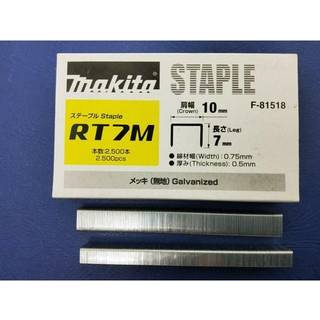 makita
STAPLE
ステープル Staple
RT7M
本数:2,500本
2,500pcs
肩幅
(Crown)
10mm
F-81518
長さ(Leg)
7mm
●線材幅(Width):0.75mm
●厚み(Thickness):0.5mm
メッキ(無地) Galvanized